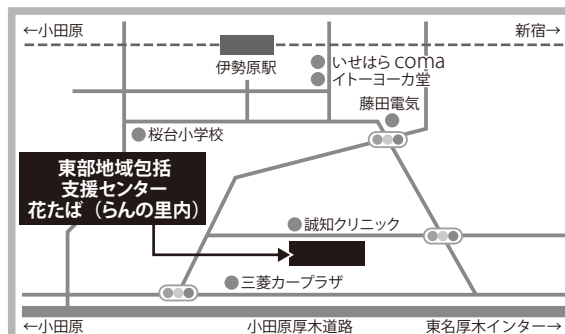 ←小田原
新宿→
伊勢原駅
いせはら coma
イトーヨーカ堂
藤田電気
桜台小学校
東部地域包括
支援センター
花たば（らんの里内）
誠知クリニック
三菱カープラザ
←小田原
小田原厚木道路
東名厚木インター→